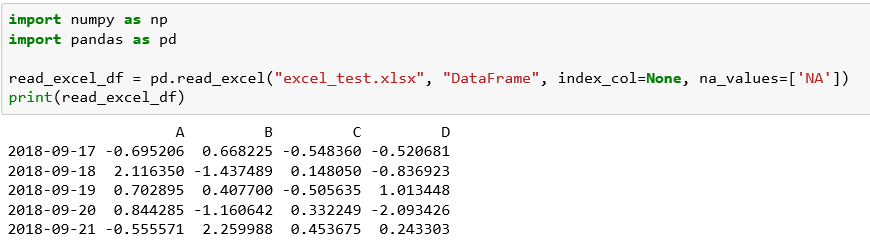 import numpy as np
import pandas as pd
read_excel_df = pd.read_excel("excel_test.xlsx", "DataFrame", index_col=None, na_values=['NA'])
print(read_excel_df)
A B C D
2018-09-17 -0.695206 0.668225 -0.548360 -0.520681
2018-09-18 2.116350 -1.437489 0.148050 -0.836923
2018-09-19 0.702895 0.407700 -0.505635 1.013448
2018-09-20 0.844285 -1.160642 0.332249 -2.093426
2018-09-21 -0.555571 2.259988 0.453675 0.243303